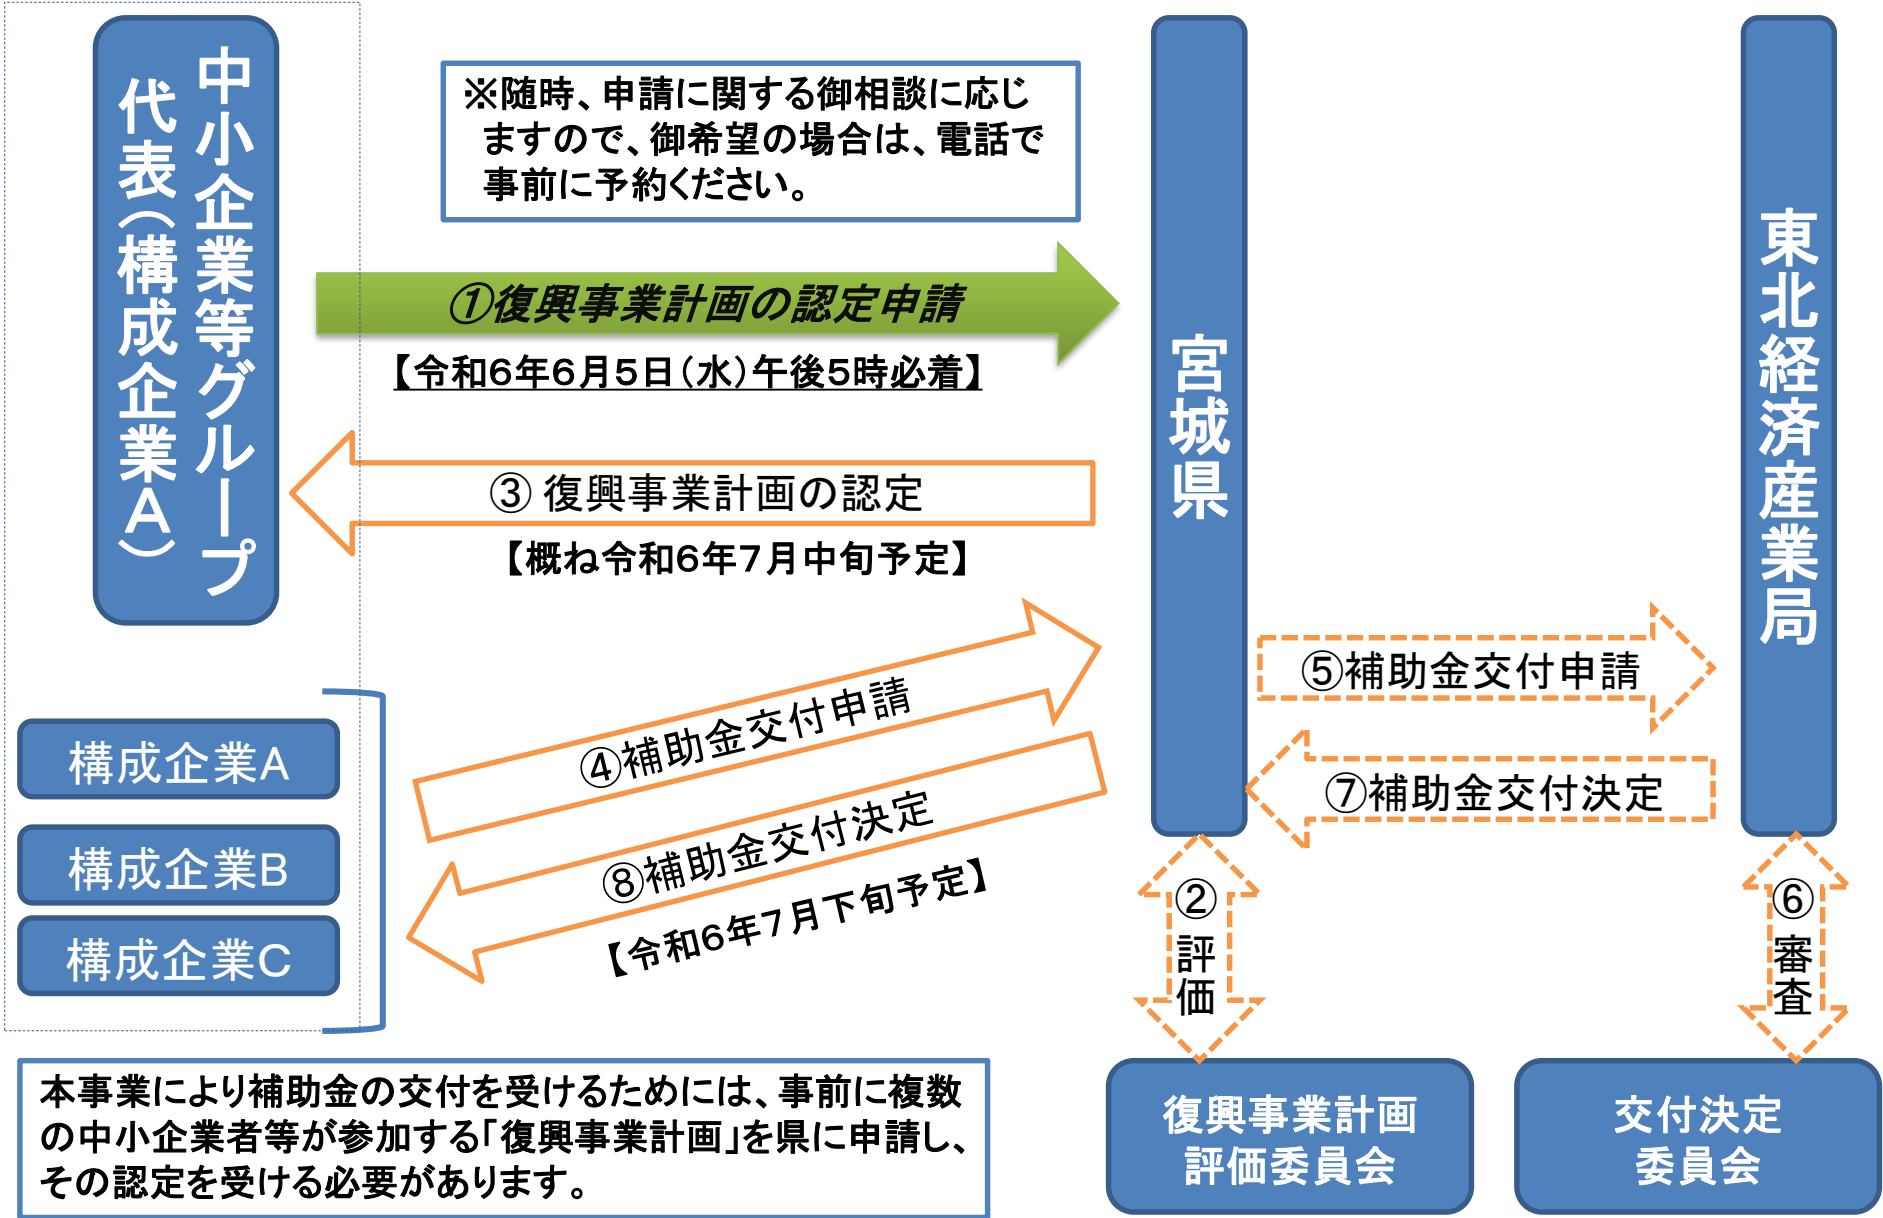 中小企業等グループ
代表（構成企業Ａ）
※随時、申請に関する御相談に応じ
ますので、御希望の場合は、電話で
事前に予約ください。
①復興事業計画の認定申請
【令和６年６月５日（水）午後５時必着】
③ 復興事業計画の認定
【概ね令和６年７月中旬予定】
宮城県
東北経済産業局
④補助金交付申請
⑤補助金交付申請
⑦補助金交付決定
⑧補助金交付決定
【令和６年７月下旬予定】
構成企業A
構成企業B
構成企業C
②
評
価
⑥
審
査
本事業により補助金の交付を受けるためには、事前に複数
の中小企業者等が参加する「復興事業計画」を県に申請し、
その認定を受ける必要があります。
復興事業計画
評価委員会
交付決定
委員会